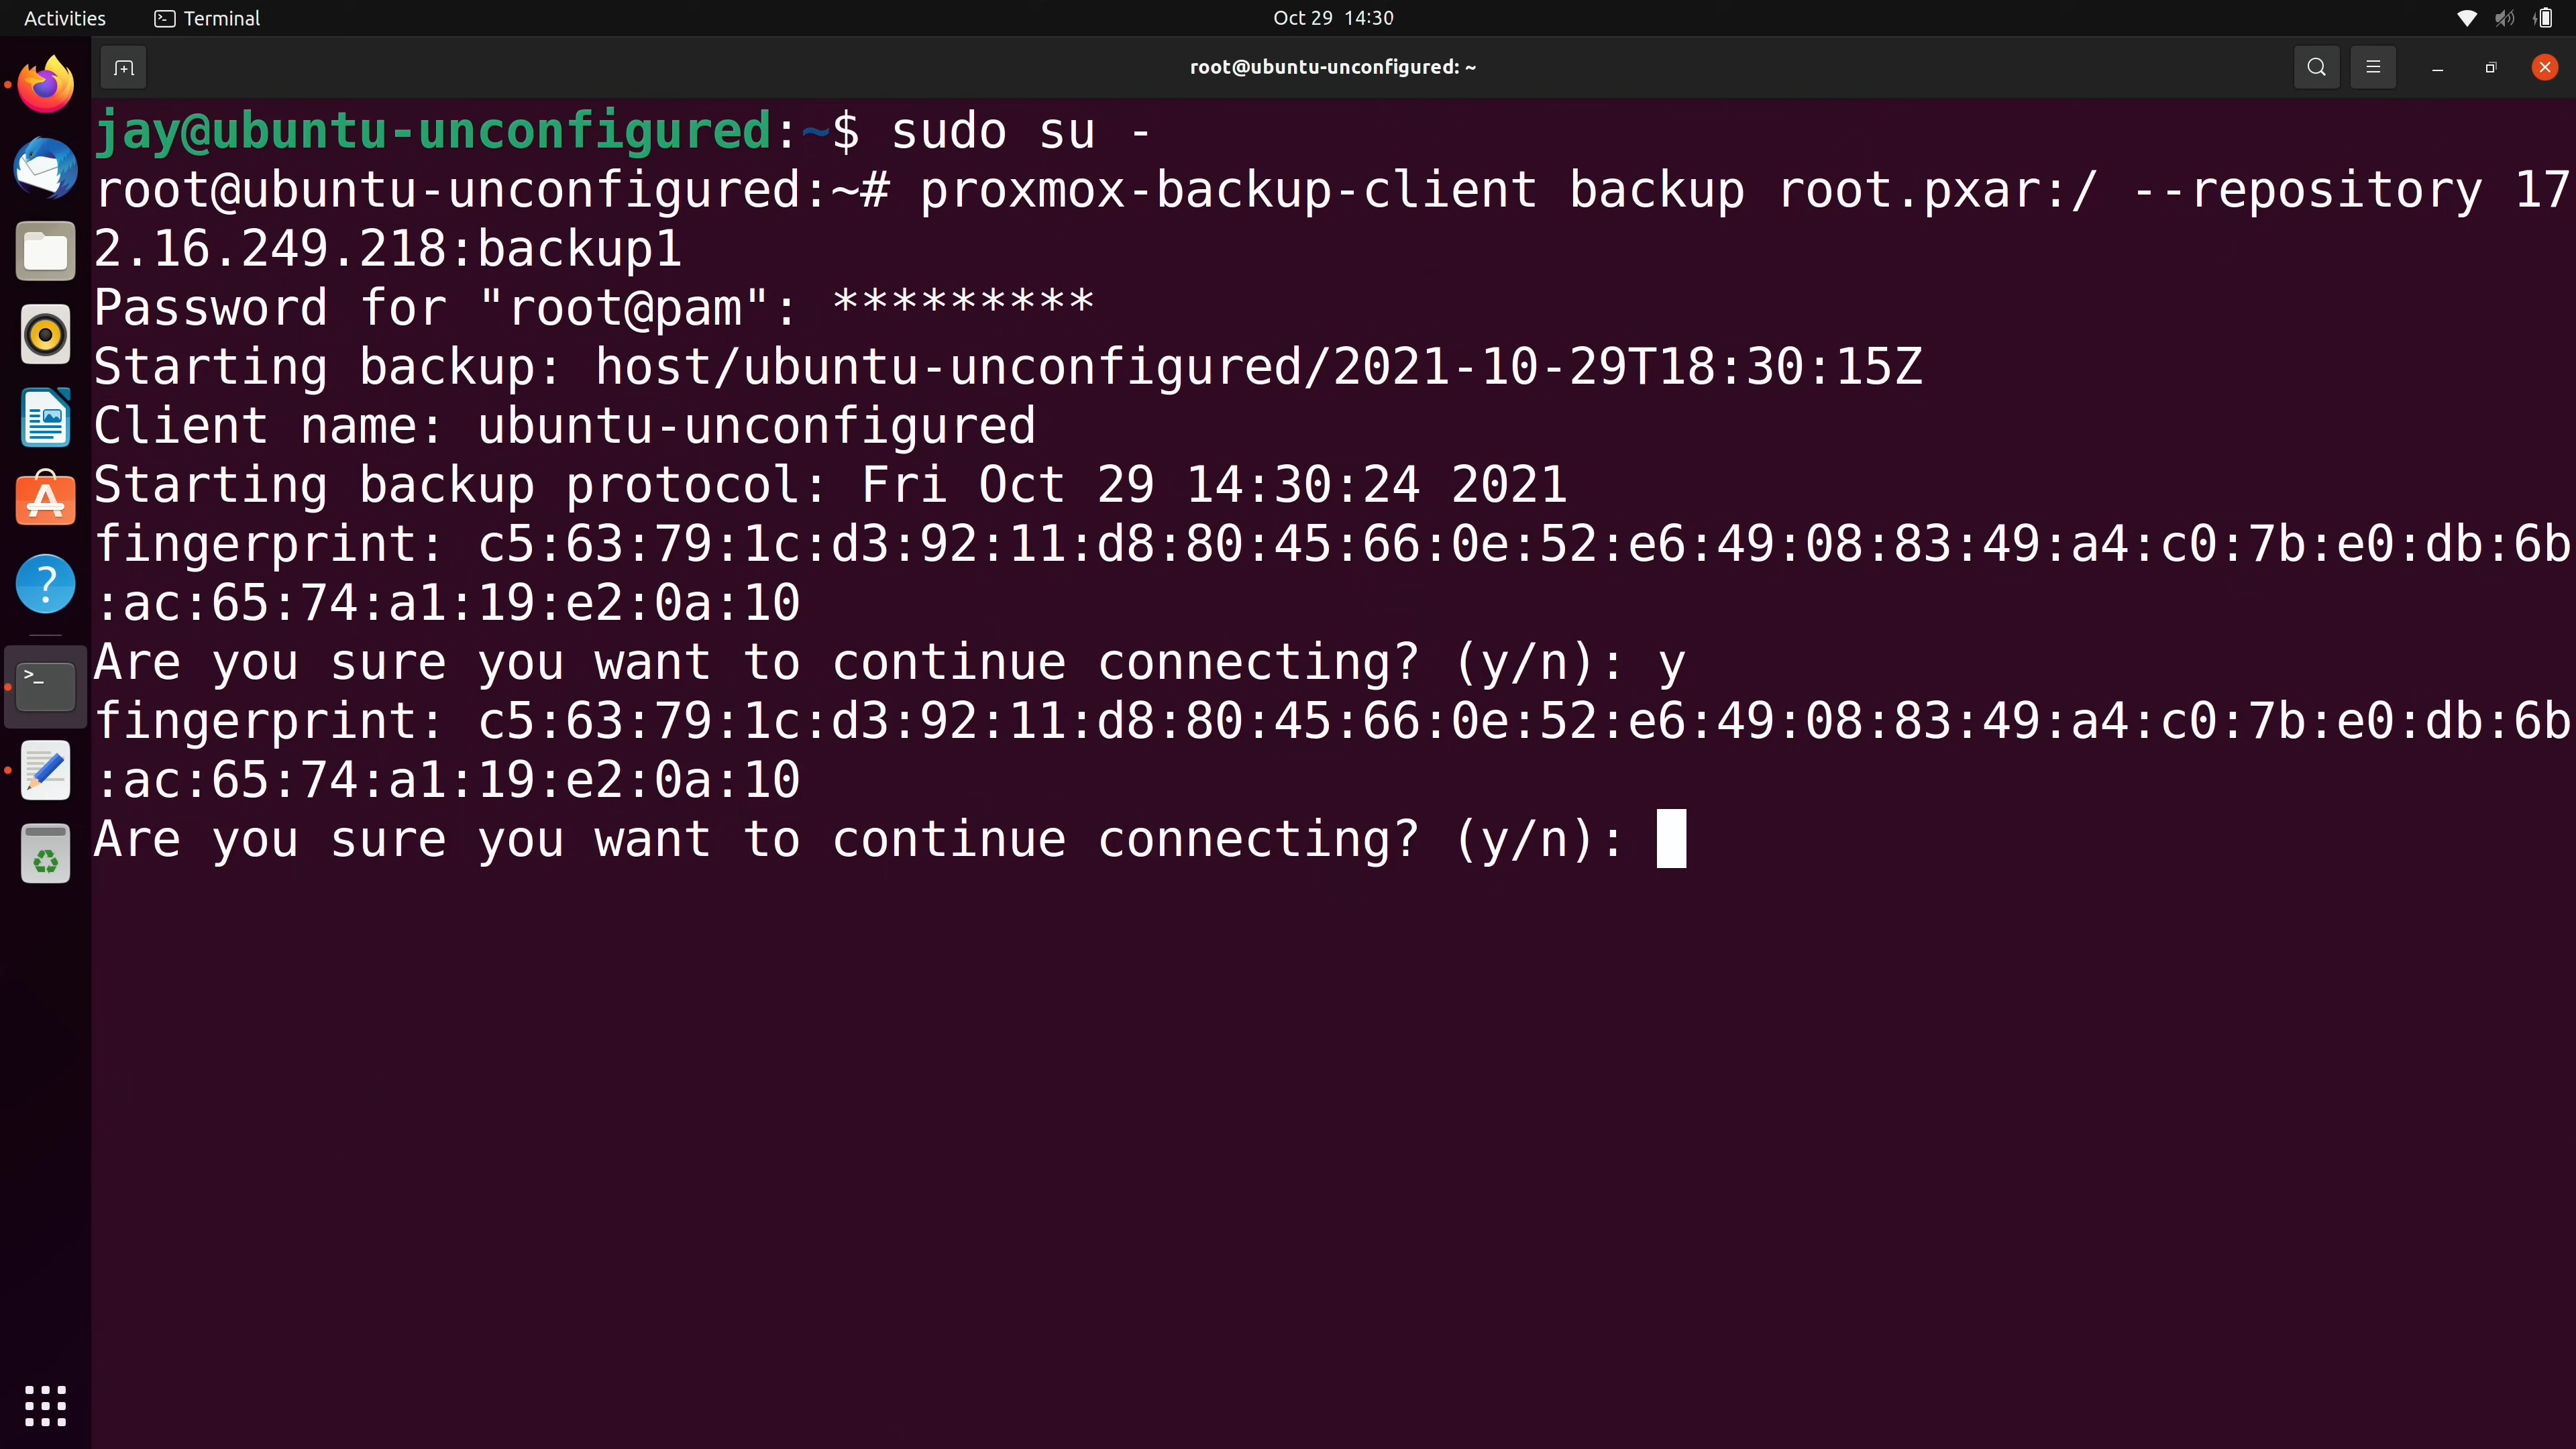 Activities Terminal Oct 29 14:30
root@ubuntu-unconfigured: ~
jay@ubuntu-unconfigured:~$ sudo su -
root@ubuntu-unconfigured:~# proxmox-backup-client backup root.pxar:/ --repository 17
2.16.249.218:backup1
Password for "root@pam": *********
Starting backup: host/ubuntu-unconfigured/2021-10-29T18:30:15Z
Client name: ubuntu-unconfigured
Starting backup protocol: Fri Oct 29 14:30:24 2021
fingerprint: c5:63:79:1c:d3:92:11:d8:80:45:66:0e:52:e6:49:08:83:49:a4:c0:7b:e0:db:6b
:ac:65:74:a1:19:e2:0a:10
Are you sure you want to continue connecting? (y/n): y
fingerprint: c5:63:79:1c:d3:92:11:d8:80:45:66:0e:52:e6:49:08:83:49:a4:c0:7b:e0:db:6b
:ac:65:74:a1:19:e2:0a:10
Are you sure you want to continue connecting? (y/n):